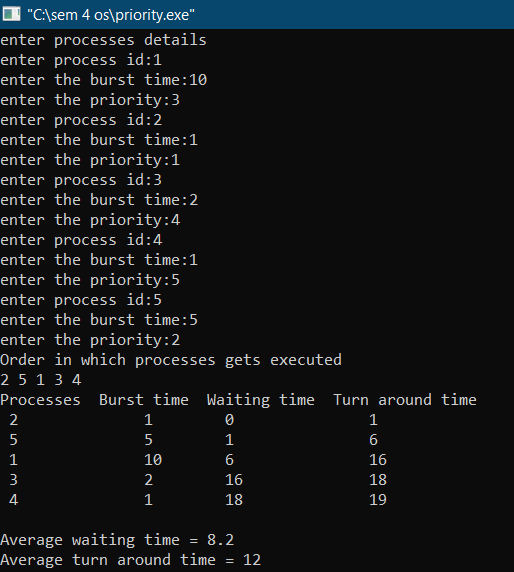 "C:\sem 4 os\priority.exe"
enter processes details
enter process id:1
enter the burst time:10
enter the priority:3
enter process id:2
enter the burst time:1
enter the priority:1
enter process id:3
enter the burst time:2
enter the priority:4
enter process id:4
enter the burst time:1
enter the priority:5
enter process id:5
enter the burst time:5
enter the priority:2
Order in which processes gets executed
2 5 1 3 4
Processes  Burst time  Waiting time  Turn around time
 2              1        0               1
 5              5        1               6
 1              10       6               16
 3              2        16              18
 4              1        18              19
Average waiting time = 8.2
Average turn around time = 12